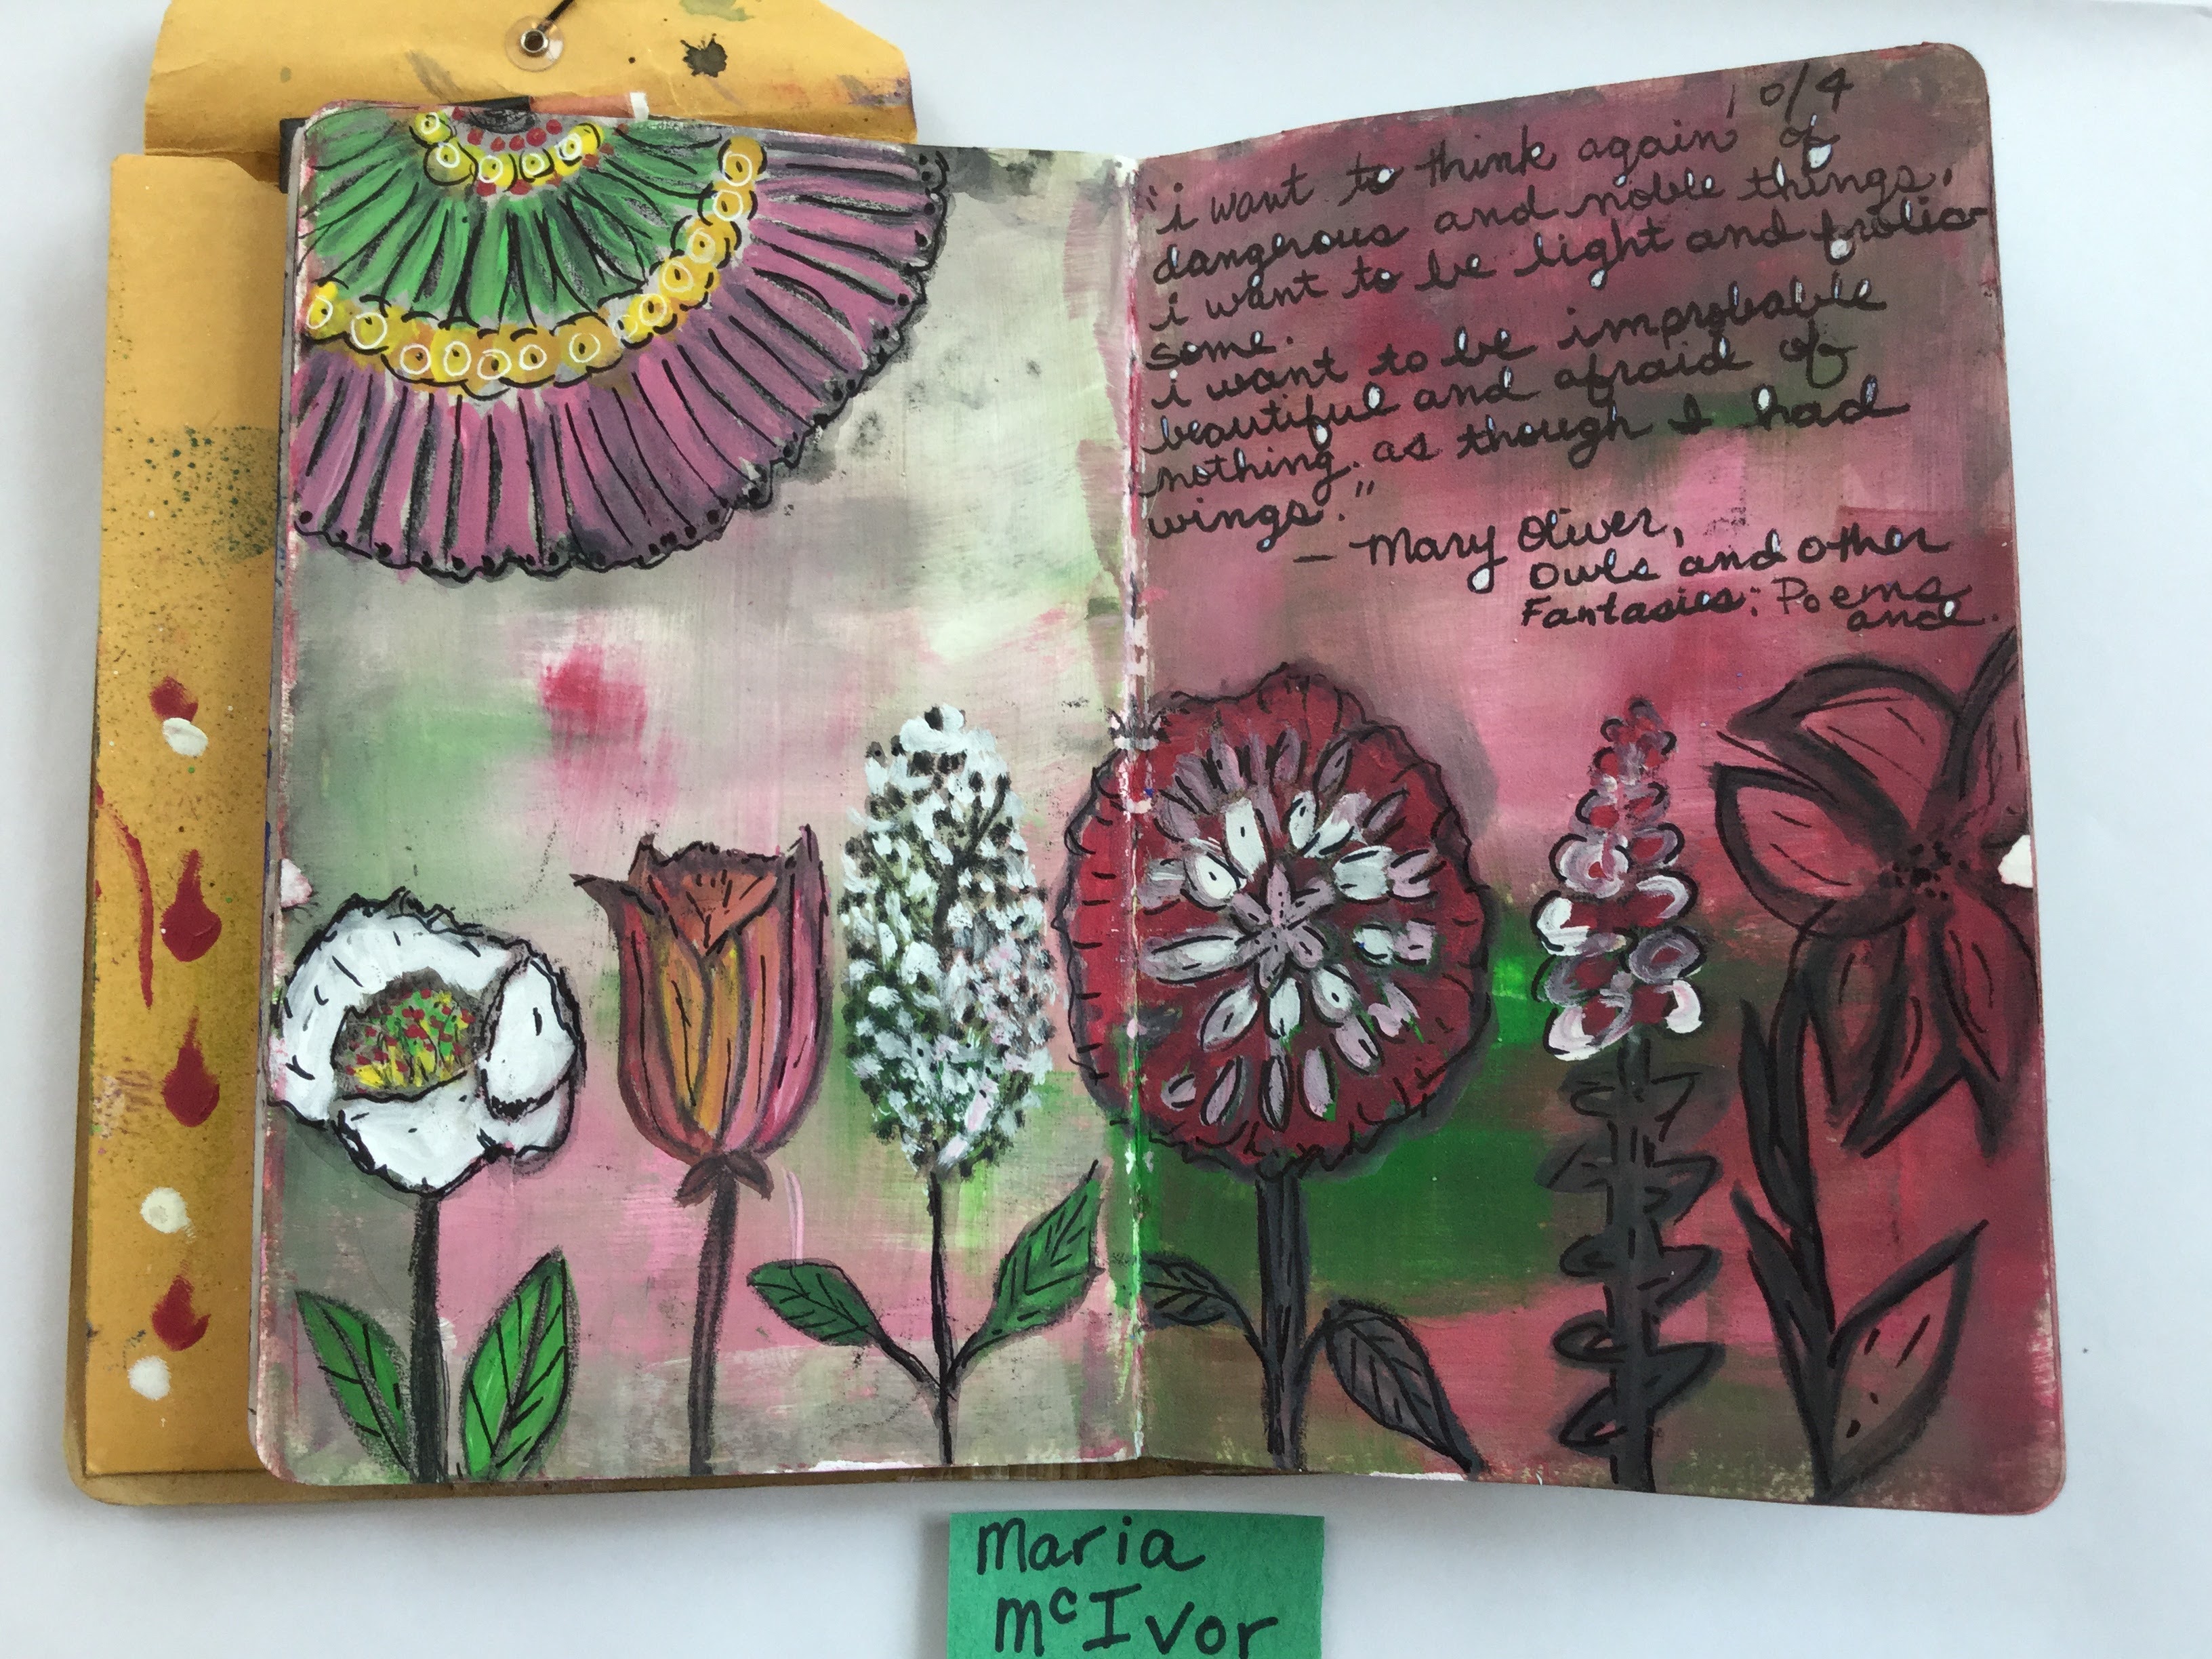 10/4
"i want to think again of
dangerous and noble things.
i want to be light and frolic
some.
i want to be improbable
beautiful and afraid of
nothing. as though I had
wings."
— Mary Oliver,
Owls and other
Fantasies: Poems
and.
Maria
McIvor